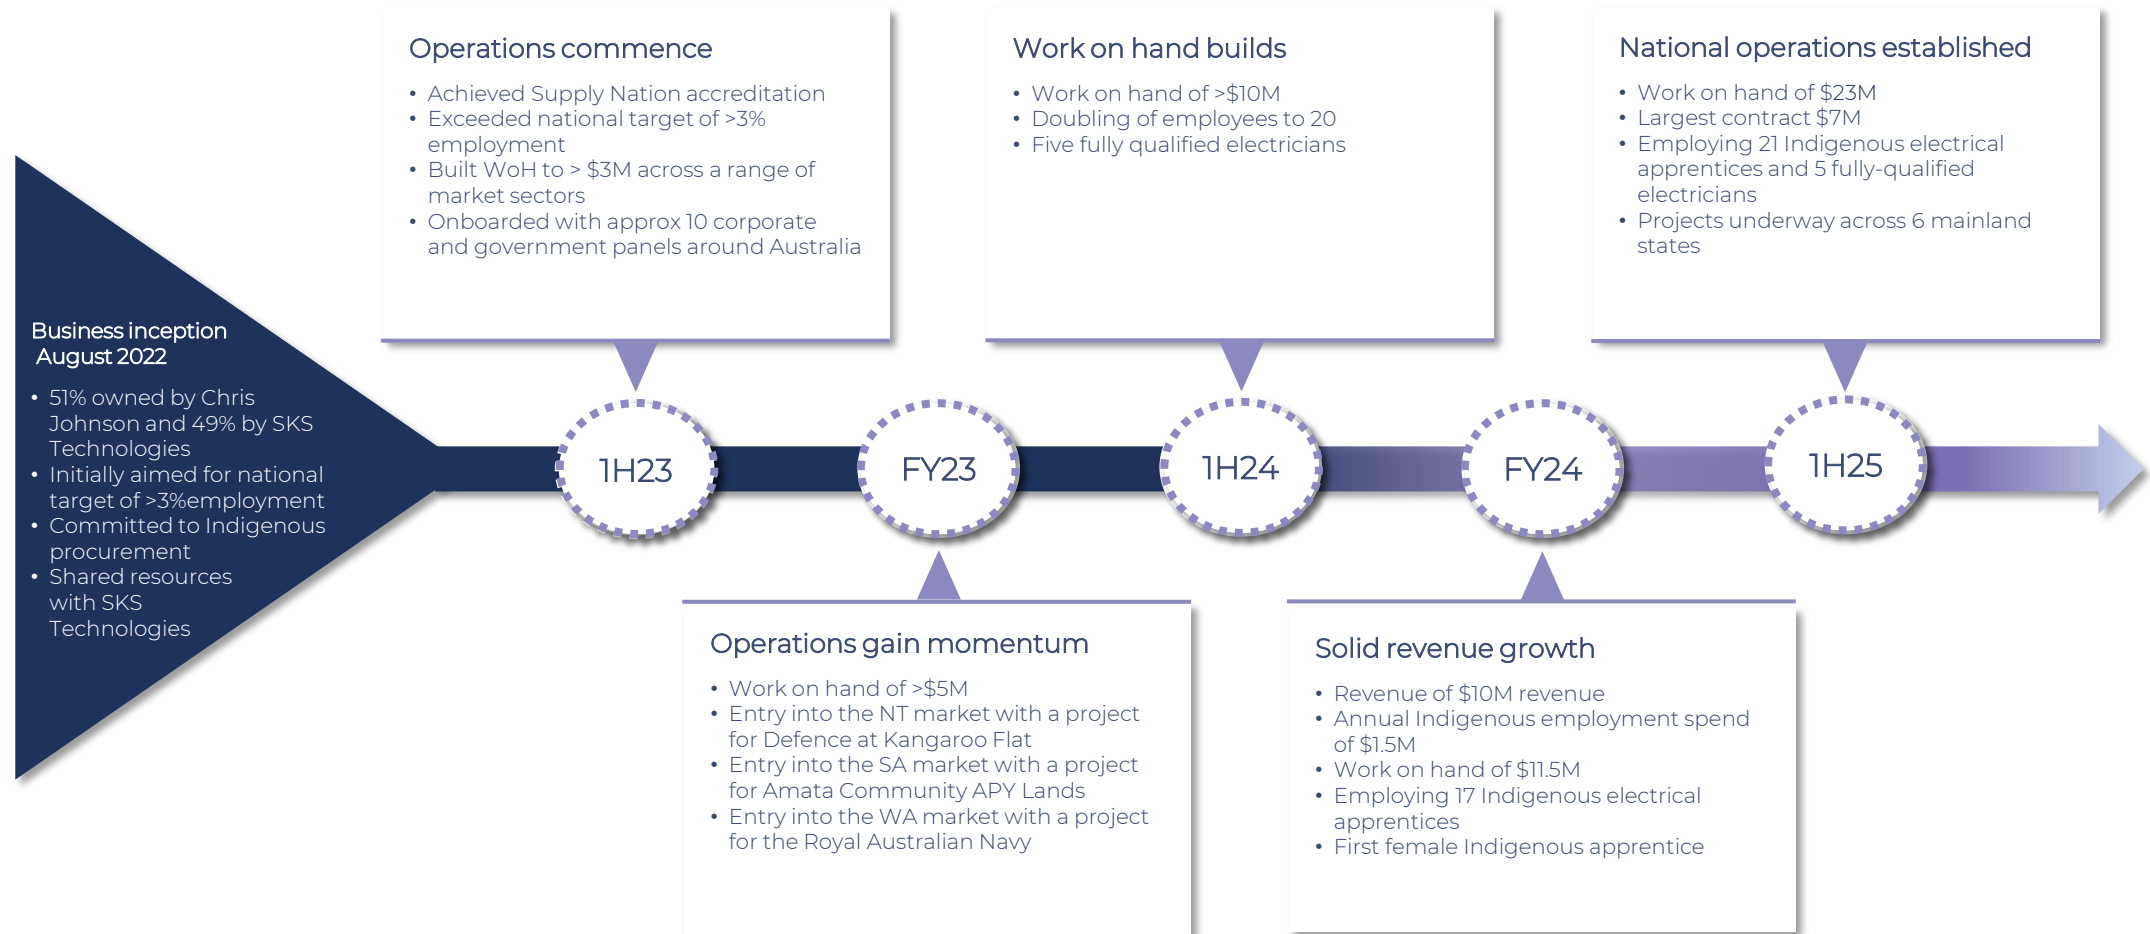 Business inception
August 2022
• 51% owned by Chris
Johnson and 49% by SKS
Technologies
• Initially aimed for national
target of >3%employment
• Committed to Indigenous
procurement
• Shared resources
with SKS
Technologies
Operations commence
• Achieved Supply Nation accreditation
• Exceeded national target of >3%
employment
• Built WoH to > $3M across a range of
market sectors
• Onboarded with approx 10 corporate
and government panels around Australia
1H23
FY23
Operations gain momentum
• Work on hand of >$5M
• Entry into the NT market with a project
for Defence at Kangaroo Flat
• Entry into the SA market with a project
for Amata Community APY Lands
• Entry into the WA market with a project
for the Royal Australian Navy
Work on hand builds
• Work on hand of >$10M
• Doubling of employees to 20
• Five fully qualified electricians
1H24
FY24
Solid revenue growth
• Revenue of $10M revenue
• Annual Indigenous employment spend
of $1.5M
• Work on hand of $11.5M
• Employing 17 Indigenous electrical
apprentices
• First female Indigenous apprentice
National operations established
• Work on hand of $23M
• Largest contract $7M
• Employing 21 Indigenous electrical
apprentices and 5 fully-qualified
electricians
• Projects underway across 6 mainland
states
1H25